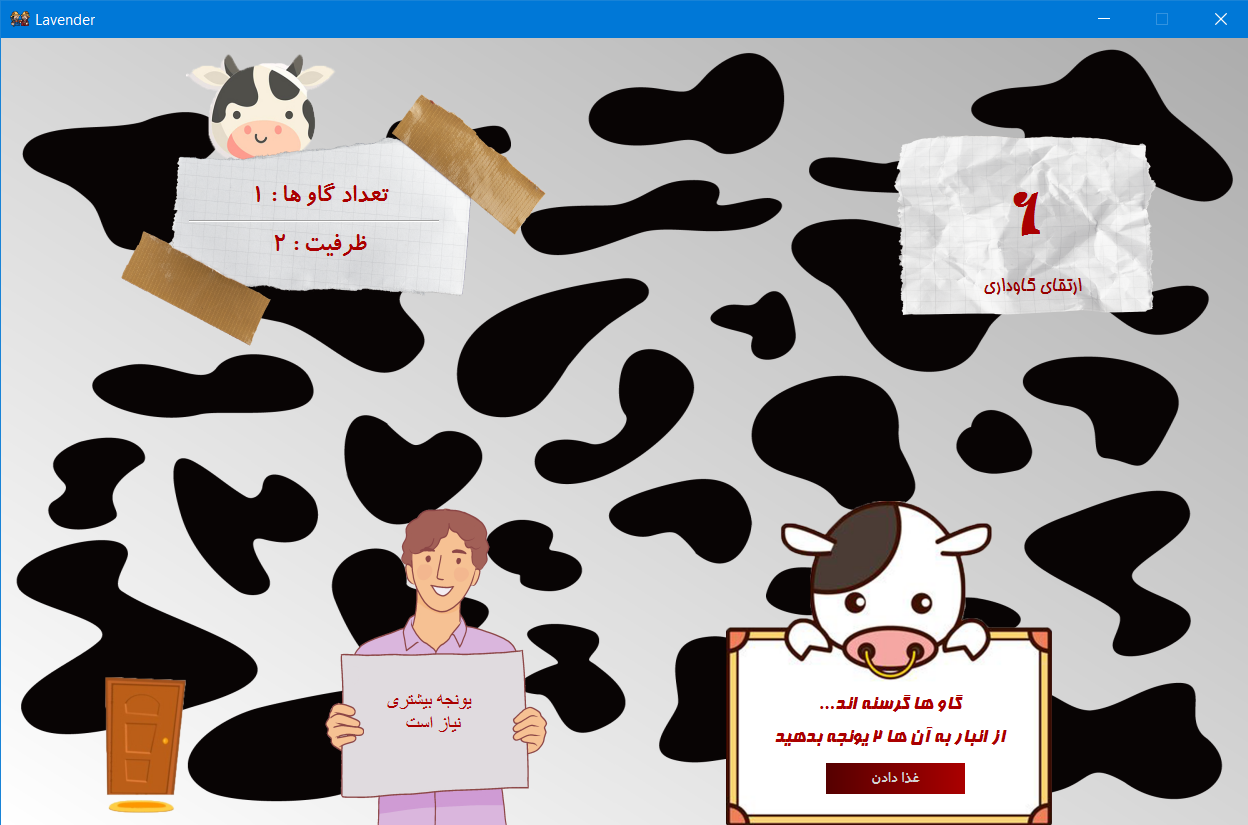 Lavender
تعداد گاو ها : ۱
ظرفیت : ۲
ارتقای گاوداری
یونجه بیشتری
نیاز است
گاو ها گرسنه اند...
از انبار به آن ها ۲ یونجه بدهید
غذا دادن